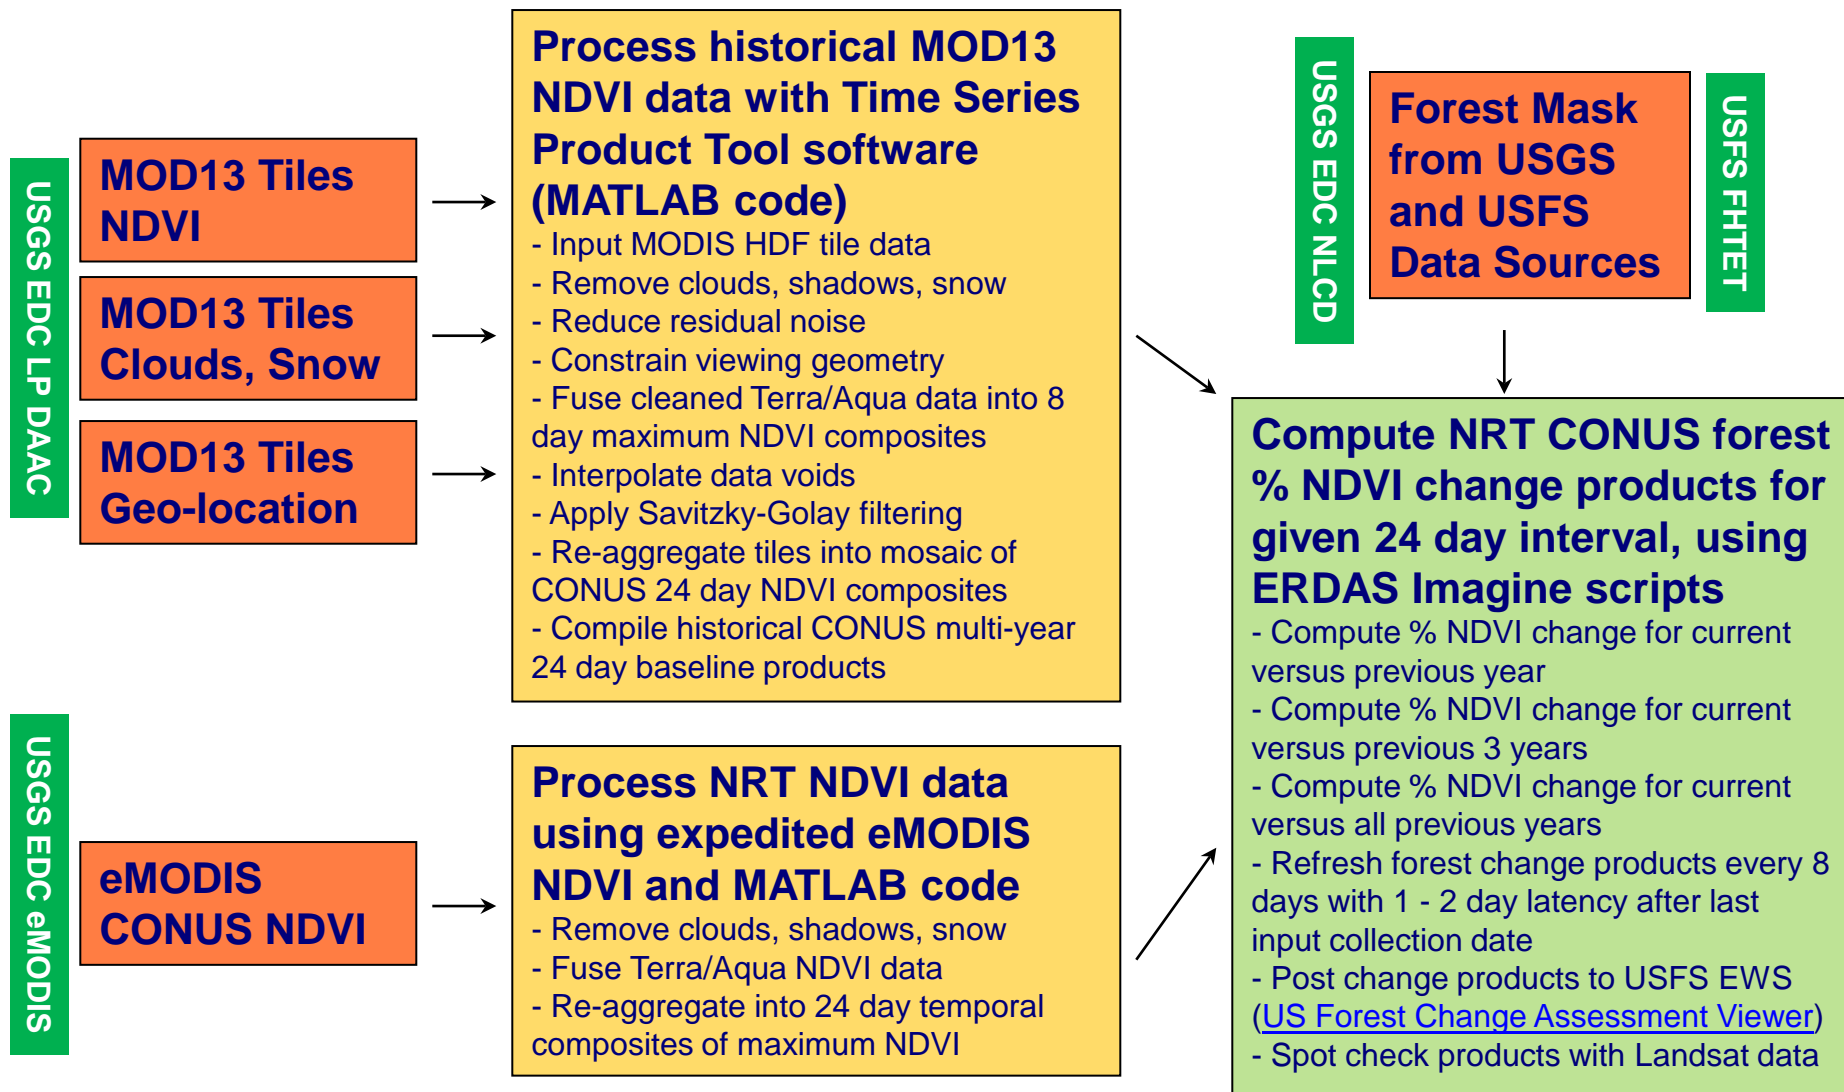 USGS EDC LP DAAC
MOD13 Tiles
NDVI
MOD13 Tiles
Clouds, Snow
MOD13 Tiles
Geo-location
Process historical MOD13
NDVI data with Time Series
Product Tool software
(MATLAB code)
- Input MODIS HDF tile data
- Remove clouds, shadows, snow
- Reduce residual noise
- Constrain viewing geometry
- Fuse cleaned Terra/Aqua data into 8
day maximum NDVI composites
- Interpolate data voids
- Apply Savitzky-Golay filtering
- Re-aggregate tiles into mosaic of
CONUS 24 day NDVI composites
- Compile historical CONUS multi-year
24 day baseline products
USGS EDC eMODIS
eMODIS
CONUS NDVI
Process NRT NDVI data
using expedited eMODIS
NDVI and MATLAB code
- Remove clouds, shadows, snow
- Fuse Terra/Aqua NDVI data
- Re-aggregate into 24 day temporal
composites of maximum NDVI
USGS EDC NLCD
Forest Mask
from USGS
and USFS
Data Sources
USFS FHTET
Compute NRT CONUS forest
% NDVI change products for
given 24 day interval, using
ERDAS Imagine scripts
- Compute % NDVI change for current
versus previous year
- Compute % NDVI change for current
versus previous 3 years
- Compute % NDVI change for current
versus all previous years
- Refresh forest change products every 8
days with 1 - 2 day latency after last
input collection date
- Post change products to USFS EWS
(US Forest Change Assessment Viewer)
- Spot check products with Landsat data